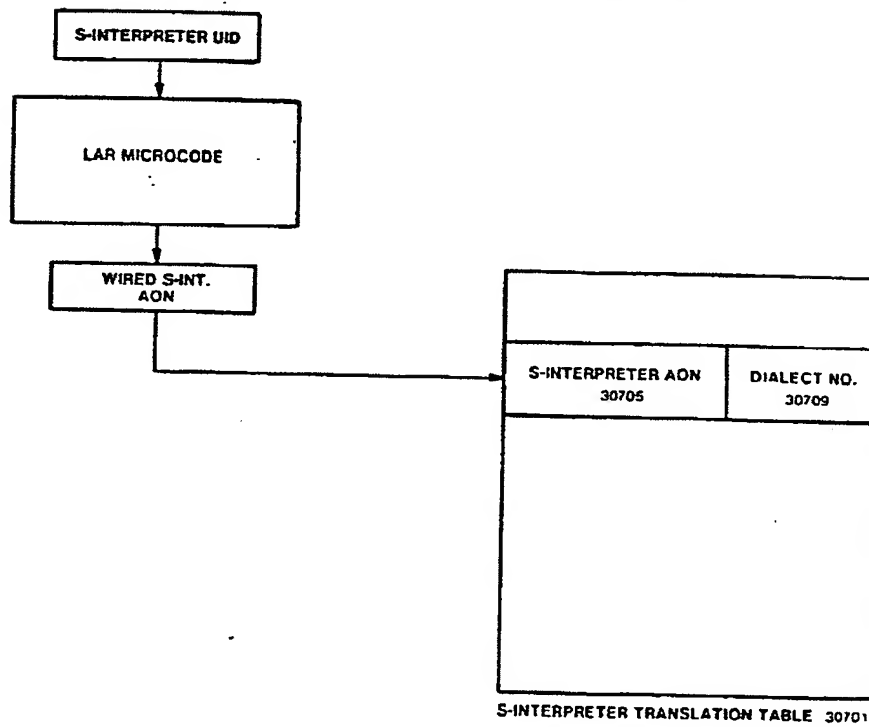 S-INTERPRETER UID
LAR MICROCODE
WIRED S-INT.
AON
S-INTERPRETER AON
30705
DIALECT NO.
30709
S-INTERPRETER TRANSLATION TABLE 30701